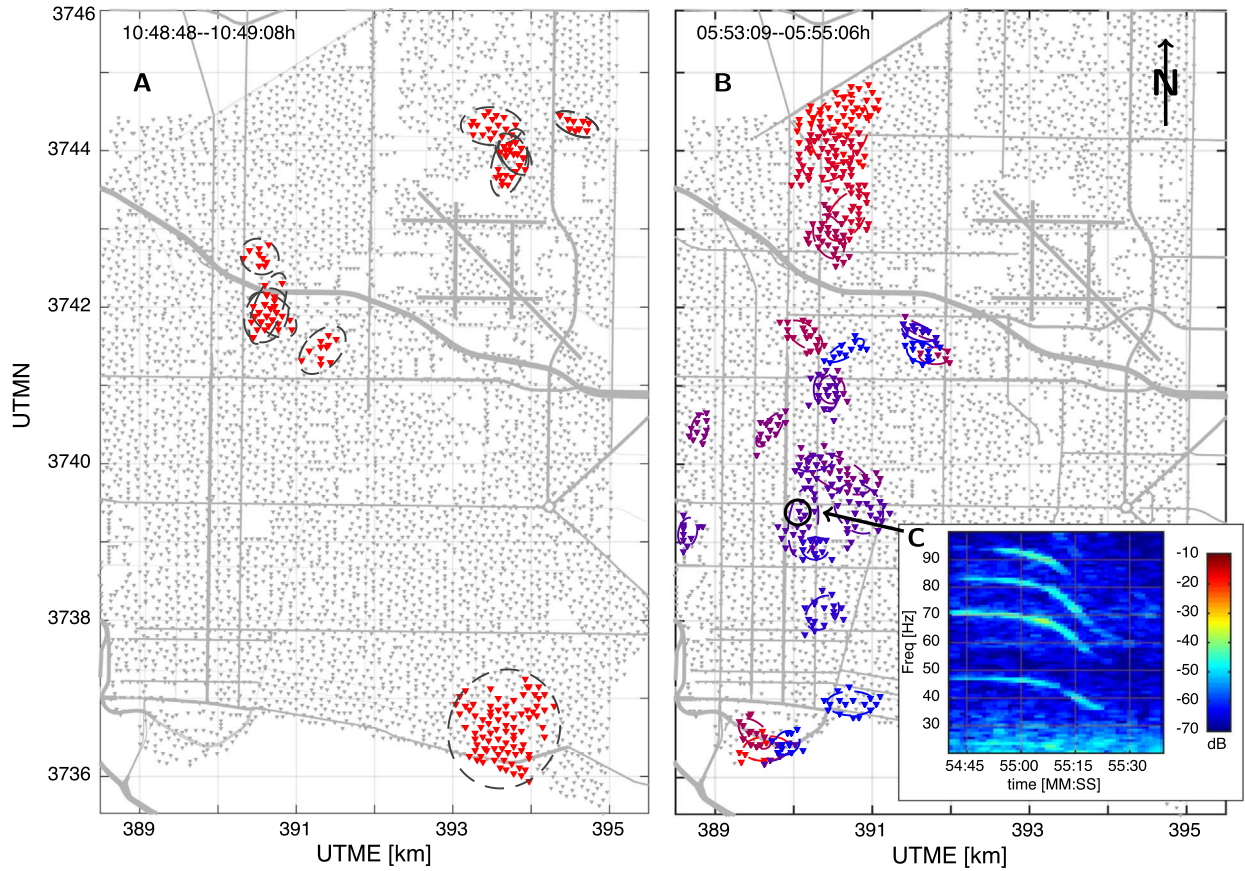 10:48:48--10:49:08h
A
3746
3744
3742
3740
3738
3736
UTMN
389
391
393
395
UTME [km]
05:53:09--05:55:06h
B
N
389
391
393
395
UTME [km]
C
90
80
70
60
50
40
30
Freq [Hz]
54:45
55:00
55:15
55:30
time [MM:SS]
-10
-20
-30
-40
-50
-60
-70
dB